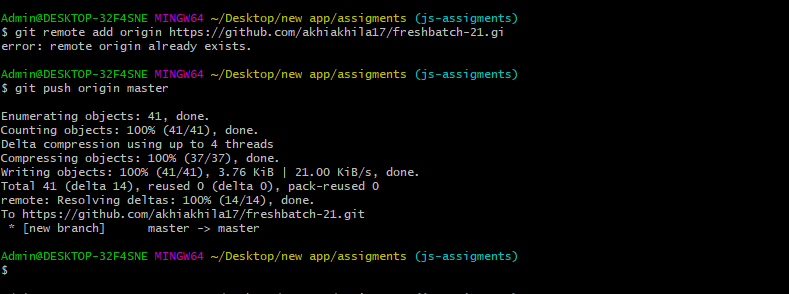 Admin@DESKTOP-32F4SNE MINGW64 ~/Desktop/new app/assigments (js-assigments)
$ git remote add origin https://github.com/akhiakhila17/freshbatch-21.gi
error: remote origin already exists.
Admin@DESKTOP-32F4SNE MINGW64 ~/Desktop/new app/assigments (js-assigments)
$ git push origin master
Enumerating objects: 41, done.
Counting objects: 100% (41/41), done.
Delta compression using up to 4 threads
Compressing objects: 100% (37/37), done.
Writing objects: 100% (41/41), 3.76 KiB | 21.00 KiB/s, done.
Total 41 (delta 14), reused 0 (delta 0), pack-reused 0
remote: Resolving deltas: 100% (14/14), done.
To https://github.com/akhiakhila17/freshbatch-21.git
 * [new branch]      master -> master
Admin@DESKTOP-32F4SNE MINGW64 ~/Desktop/new app/assigments (js-assigments)
$